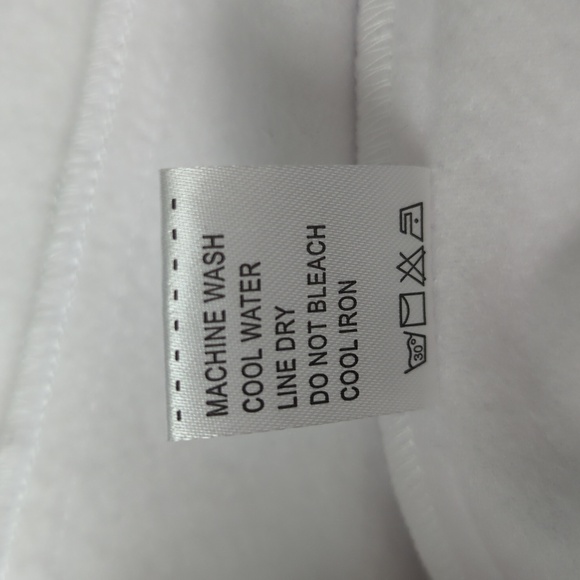 MACHINE WASH
COOL WATER
LINE DRY
DO NOT BLEACH
COOL IRON
30°